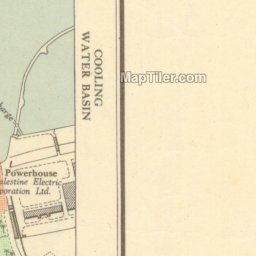 COOLING
WATER BASIN
MapTiler.com
Powerhouse
alestine Electric
rporation Ltd.